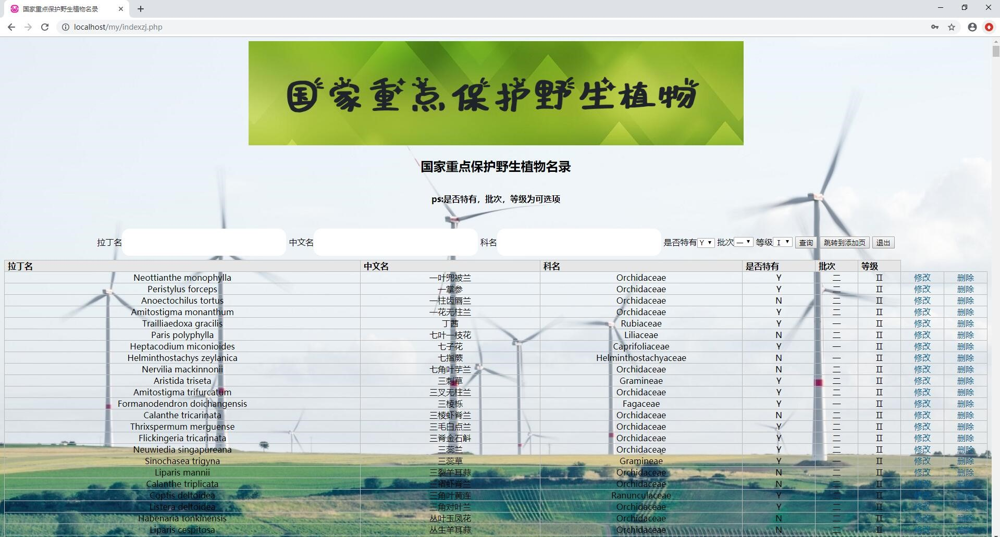 国家重点保护野生植物名录
localhost/my/indexzj.php
国家重点保护野生植物
国家重点保护野生植物名录
ps:是否特有，批次，等级为可选项
拉丁名 中文名 科名 是否特有 Y 批次 一 等级 I 查询 跳转到添加页 退出
拉丁名 中文名 科名 是否特有 批次 等级
Neottianthe monophylla 一叶兜被兰 Orchidaceae Y 二 II 修改 删除
Peristylus forceps 一掌参 Orchidaceae Y 二 II 修改 删除
Anoectochilus tortus 一柱齿唇兰 Orchidaceae N 二 II 修改 删除
Amitostigma monanthum 一花无柱兰 Orchidaceae Y 二 II 修改 删除
Trailliaedoxa gracilis 丁茜 Rubiaceae Y 一 II 修改 删除
Paris polyphylla 七叶一枝花 Liliaceae N 二 II 修改 删除
Heptacodium miconioides 七子花 Caprifoliaceae Y 一 II 修改 删除
Helminthostachys zeylanica 七指蕨 Helminthostachyaceae N 一 II 修改 删除
Nervilia mackinnonii 七角叶芋兰 Orchidaceae N 二 II 修改 删除
Aristida triseta 三刺草 Gramineae Y 二 II 修改 删除
Amitostigma trifurcatum 三叉无柱兰 Orchidaceae Y 二 II 修改 删除
Formanodendron doichangensis 三棱栎 Fagaceae Y 一 II 修改 删除
Calanthe tricarinata 三棱虾脊兰 Orchidaceae N 二 II 修改 删除
Thrixspermum merguense 三毛白点兰 Orchidaceae Y 二 II 修改 删除
Flickingeria tricarinata 三脊金石斛 Orchidaceae Y 二 II 修改 删除
Neuwiedia singapureana 三蕊兰 Orchidaceae Y 二 II 修改 删除
Sinochasea trigyna 三蕊草 Gramineae Y 一 II 修改 删除
Liparis mannii 三裂羊耳蒜 Orchidaceae N 二 II 修改 删除
Calanthe triplicata 三褶虾脊兰 Orchidaceae N 二 II 修改 删除
Coptis deltoidea 三角叶黄连 Ranunculaceae Y 二 II 修改 删除
Listera deltoidea 三角对叶兰 Orchidaceae Y 二 II 修改 删除
Habenaria tonkinensis 丛叶玉凤花 Orchidaceae N 二 II 修改 删除
Liparis cespitosa 丛生羊耳蒜 Orchidaceae N 二 II 修改 删除